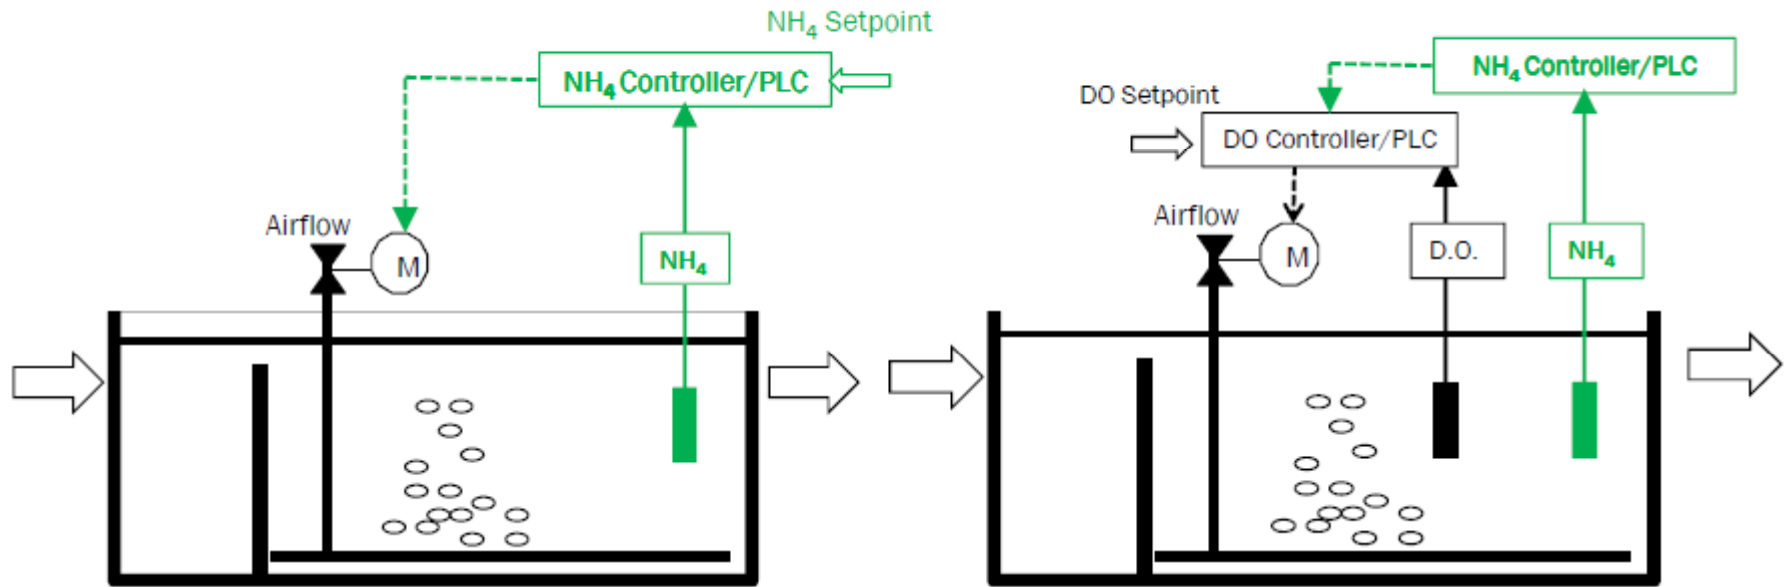 NH₄ Setpoint
NH₄ Controller/PLC
Airflow
M
NH₄
NH₄ Controller/PLC
DO Setpoint
DO Controller/PLC
Airflow
M
D.O.
NH₄